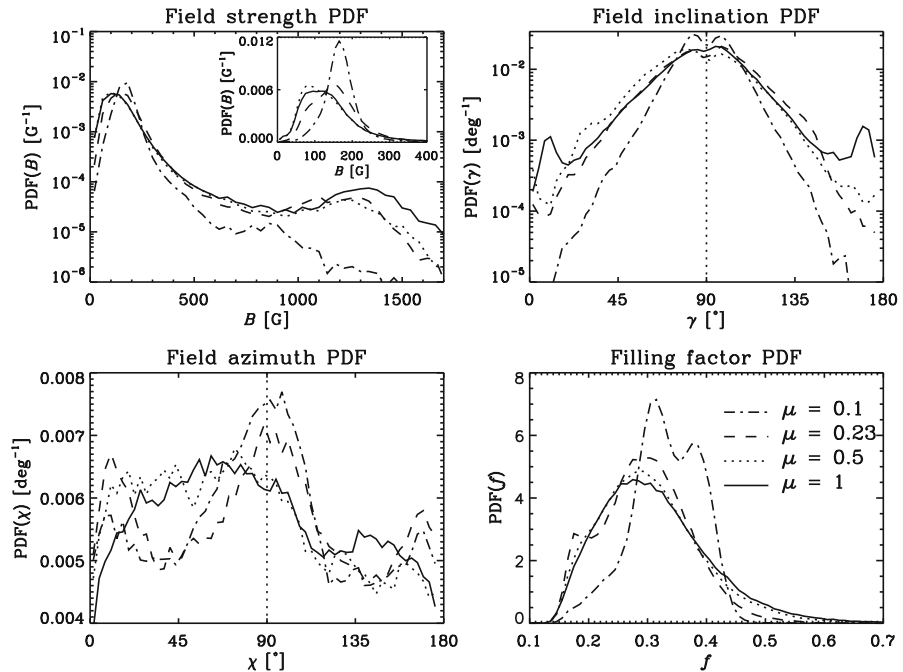 Field strength PDF
10⁻¹
10⁻²
10⁻³
10⁻⁴
10⁻⁵
10⁻⁶
PDF(B) [G⁻¹]
0 500 1000 1500
B [G]
0.012
0.006
0.000
PDF(B) [G⁻¹]
0 100 200 300 400
B [G]
Field inclination PDF
10⁻²
10⁻³
10⁻⁴
10⁻⁵
PDF(γ) [deg⁻¹]
0 45 90 135 180
γ [°]
Field azimuth PDF
0.008
0.007
0.006
0.005
0.004
PDF(χ) [deg⁻¹]
0 45 90 135 180
χ [°]
Filling factor PDF
8
6
4
2
0
PDF(f)
0.1 0.2 0.3 0.4 0.5 0.6 0.7
f
μ = 0.1
μ = 0.23
μ = 0.5
μ = 1